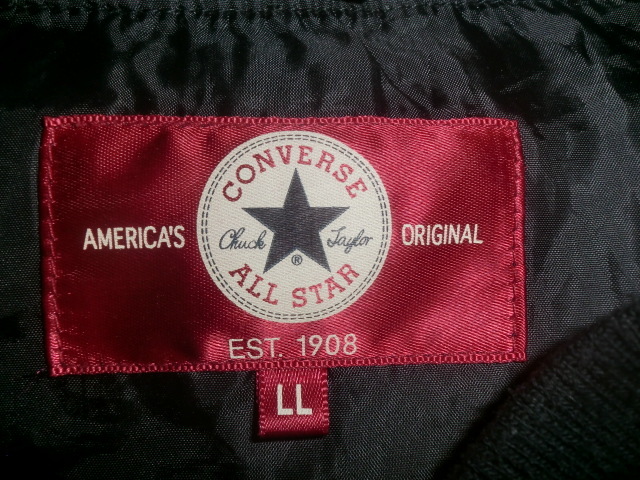 CONVERSE
AMERICA'S Chuck Taylor ORIGINAL
®
ALL STAR
EST. 1908
LL